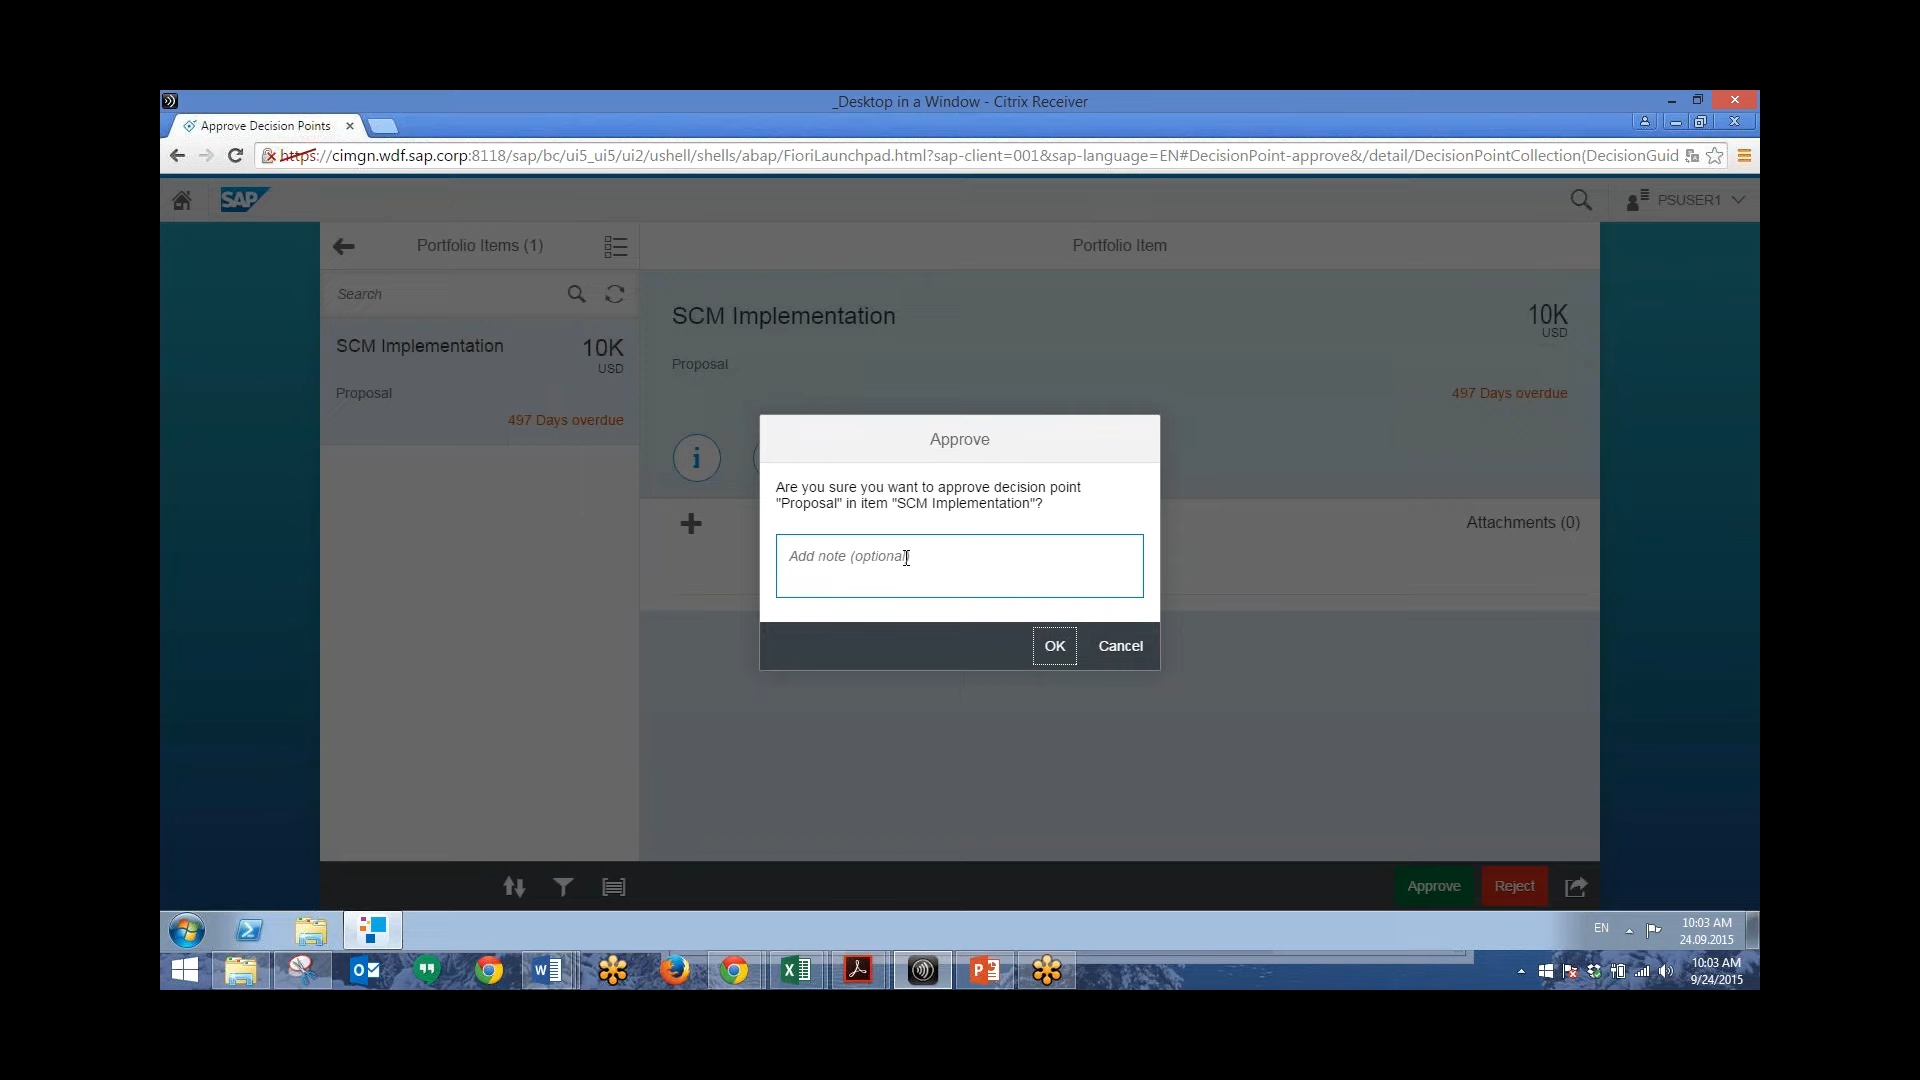 _Desktop in a Window - Citrix Receiver
Approve Decision Points
https://cimgn.wdf.sap.corp:8118/sap/bc/ui5_ui5/ui2/ushell/shells/abap/FioriLaunchpad.html?sap-client=001&sap-language=EN#DecisionPoint-approve&/detail/DecisionPointCollection(DecisionGuid
SAP
PSUSER1
Portfolio Items (1)
Portfolio Item
Search
SCM Implementation
10K
USD
Proposal
497 Days overdue
SCM Implementation
10K
USD
Proposal
497 Days overdue
Attachments (0)
Approve
Are you sure you want to approve decision point
"Proposal" in item "SCM Implementation"?
Add note (optional)
OK
Cancel
Approve
Reject
EN
10:03 AM
24.09.2015
10:03 AM
9/24/2015